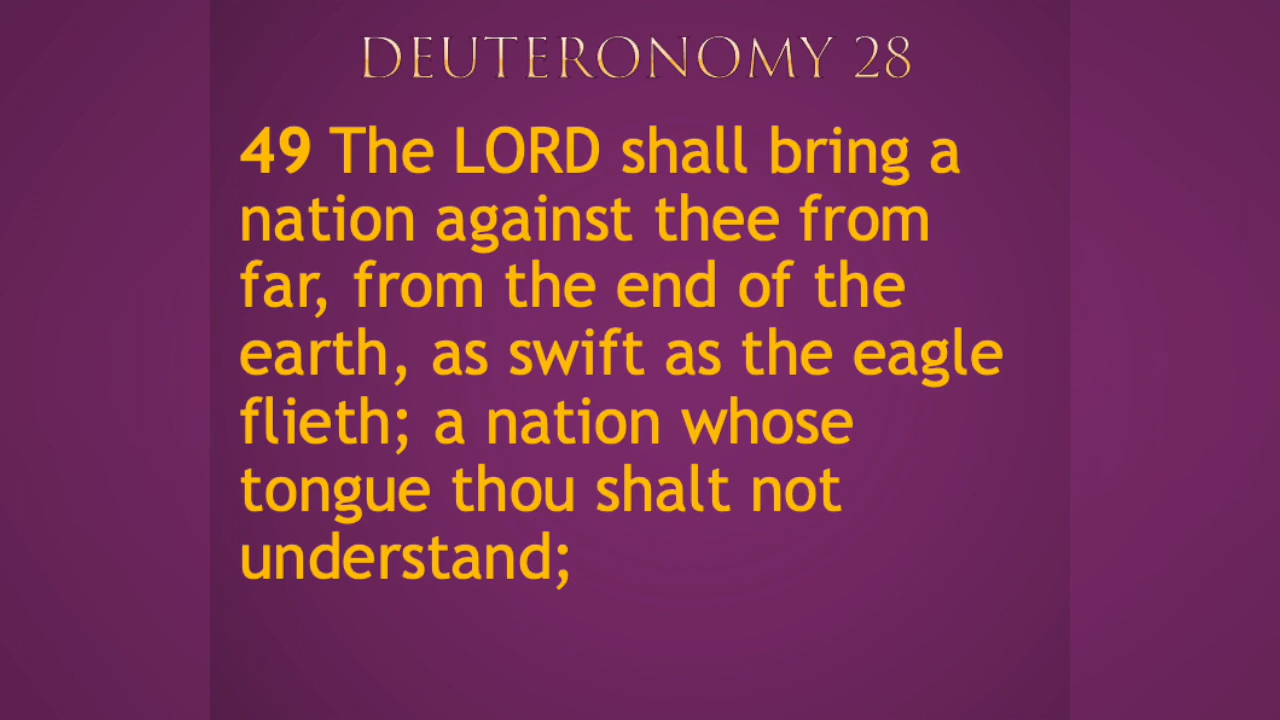 DEUTERONOMY 28
49 The LORD shall bring a
nation against thee from
far, from the end of the
earth, as swift as the eagle
flieth; a nation whose
tongue thou shalt not
understand;